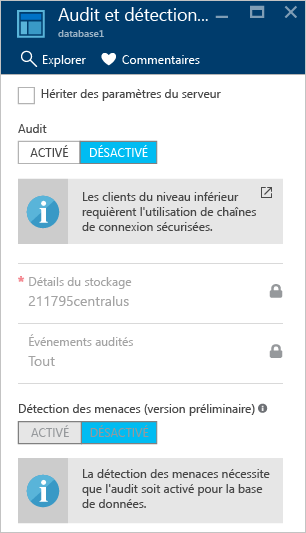 Audit et détection...
database1
Explorer
Commentaires
Hériter des paramètres du serveur
Audit
ACTIVÉ
DÉSACTIVÉ
Les clients du niveau inférieur
requièrent l'utilisation de chaînes
de connexion sécurisées.
* Détails du stockage
211795centralus
Événements audités
Tout
Détection des menaces (version préliminaire)
ACTIVÉ
DÉSACTIVÉ
La détection des menaces nécessite
que l'audit soit activé pour la base
de données.